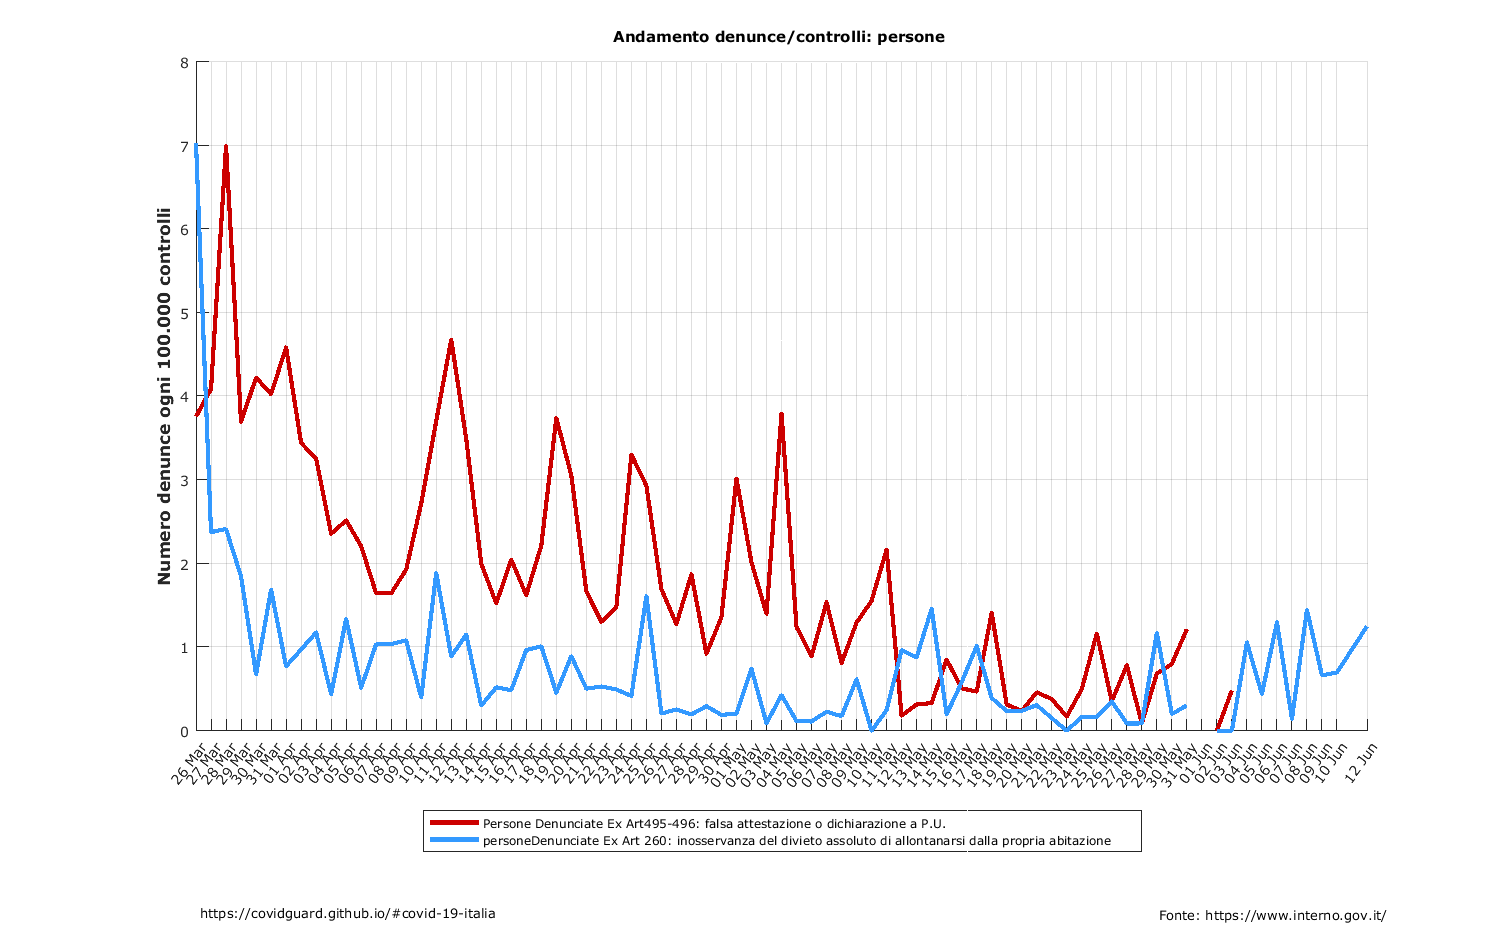 Andamento denunce/controlli: persone
Numero denunce ogni 100.000 controlli
8
7
6
5
4
3
2
1
0
26 Mar
27 Mar
28 Mar
29 Mar
30 Mar
31 Mar
01 Apr
02 Apr
03 Apr
04 Apr
05 Apr
06 Apr
07 Apr
08 Apr
09 Apr
10 Apr
11 Apr
12 Apr
13 Apr
14 Apr
15 Apr
16 Apr
17 Apr
18 Apr
19 Apr
20 Apr
21 Apr
22 Apr
23 Apr
24 Apr
25 Apr
26 Apr
27 Apr
28 Apr
29 Apr
30 Apr
01 May
02 May
03 May
04 May
05 May
06 May
07 May
08 May
09 May
10 May
11 May
12 May
13 May
14 May
15 May
16 May
17 May
18 May
19 May
20 May
21 May
22 May
23 May
24 May
25 May
26 May
27 May
28 May
29 May
30 May
31 May
01 Jun
02 Jun
03 Jun
04 Jun
05 Jun
06 Jun
07 Jun
08 Jun
09 Jun
10 Jun
12 Jun
Persone Denunciate Ex Art495-496: falsa attestazione o dichiarazione a P.U.
personeDenunciate Ex Art 260: inosservanza del divieto assoluto di allontanarsi dalla propria abitazione
https://covidguard.github.io/#covid-19-italia
Fonte: https://www.interno.gov.it/